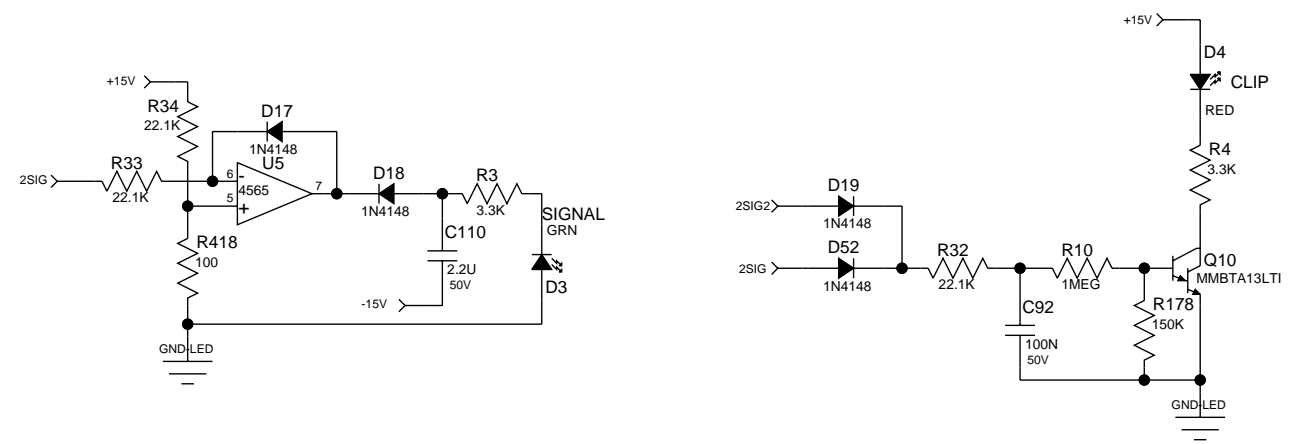 +15V
R34
22.1K
D17
1N4148
U5
R33
2SIG
22.1K
6
-
4565
7
5
+
D18
1N4148
R3
3.3K
SIGNAL
GRN
R418
100
C110
2.2U
50V
D3
-15V
GND-LED
+15V
D4
CLIP
RED
R4
3.3K
D19
2SIG2
1N4148
D52
2SIG
1N4148
R32
22.1K
R10
1MEG
Q10
MMBTA13LTI
C92
100N
50V
R178
150K
GND-LED